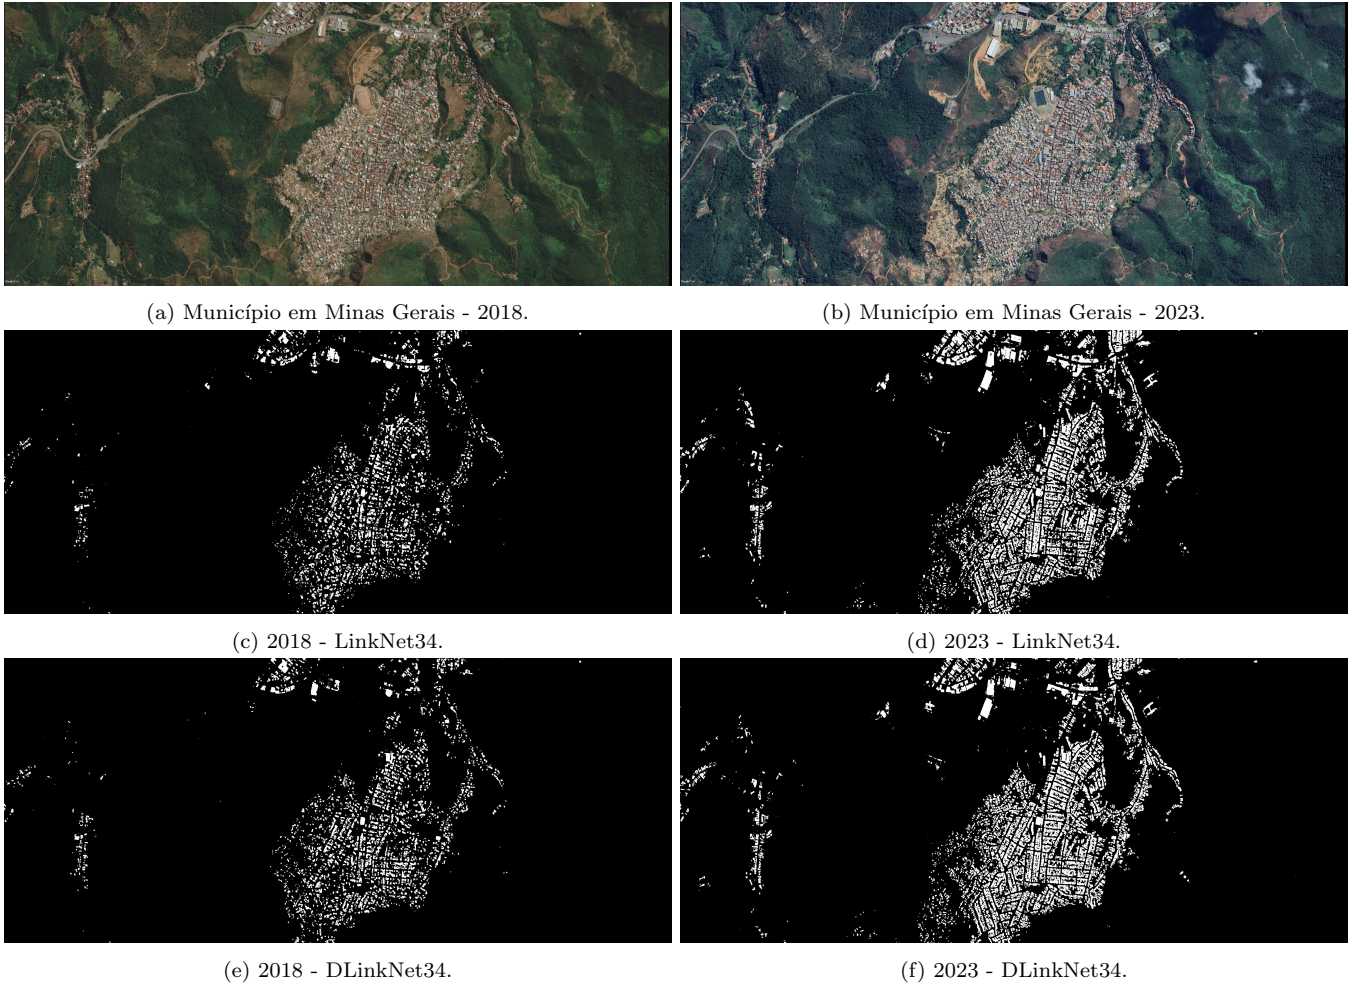 (a) Município em Minas Gerais - 2018.
(b) Município em Minas Gerais - 2023.
(c) 2018 - LinkNet34.
(d) 2023 - LinkNet34.
(e) 2018 - DLinkNet34.
(f) 2023 - DLinkNet34.